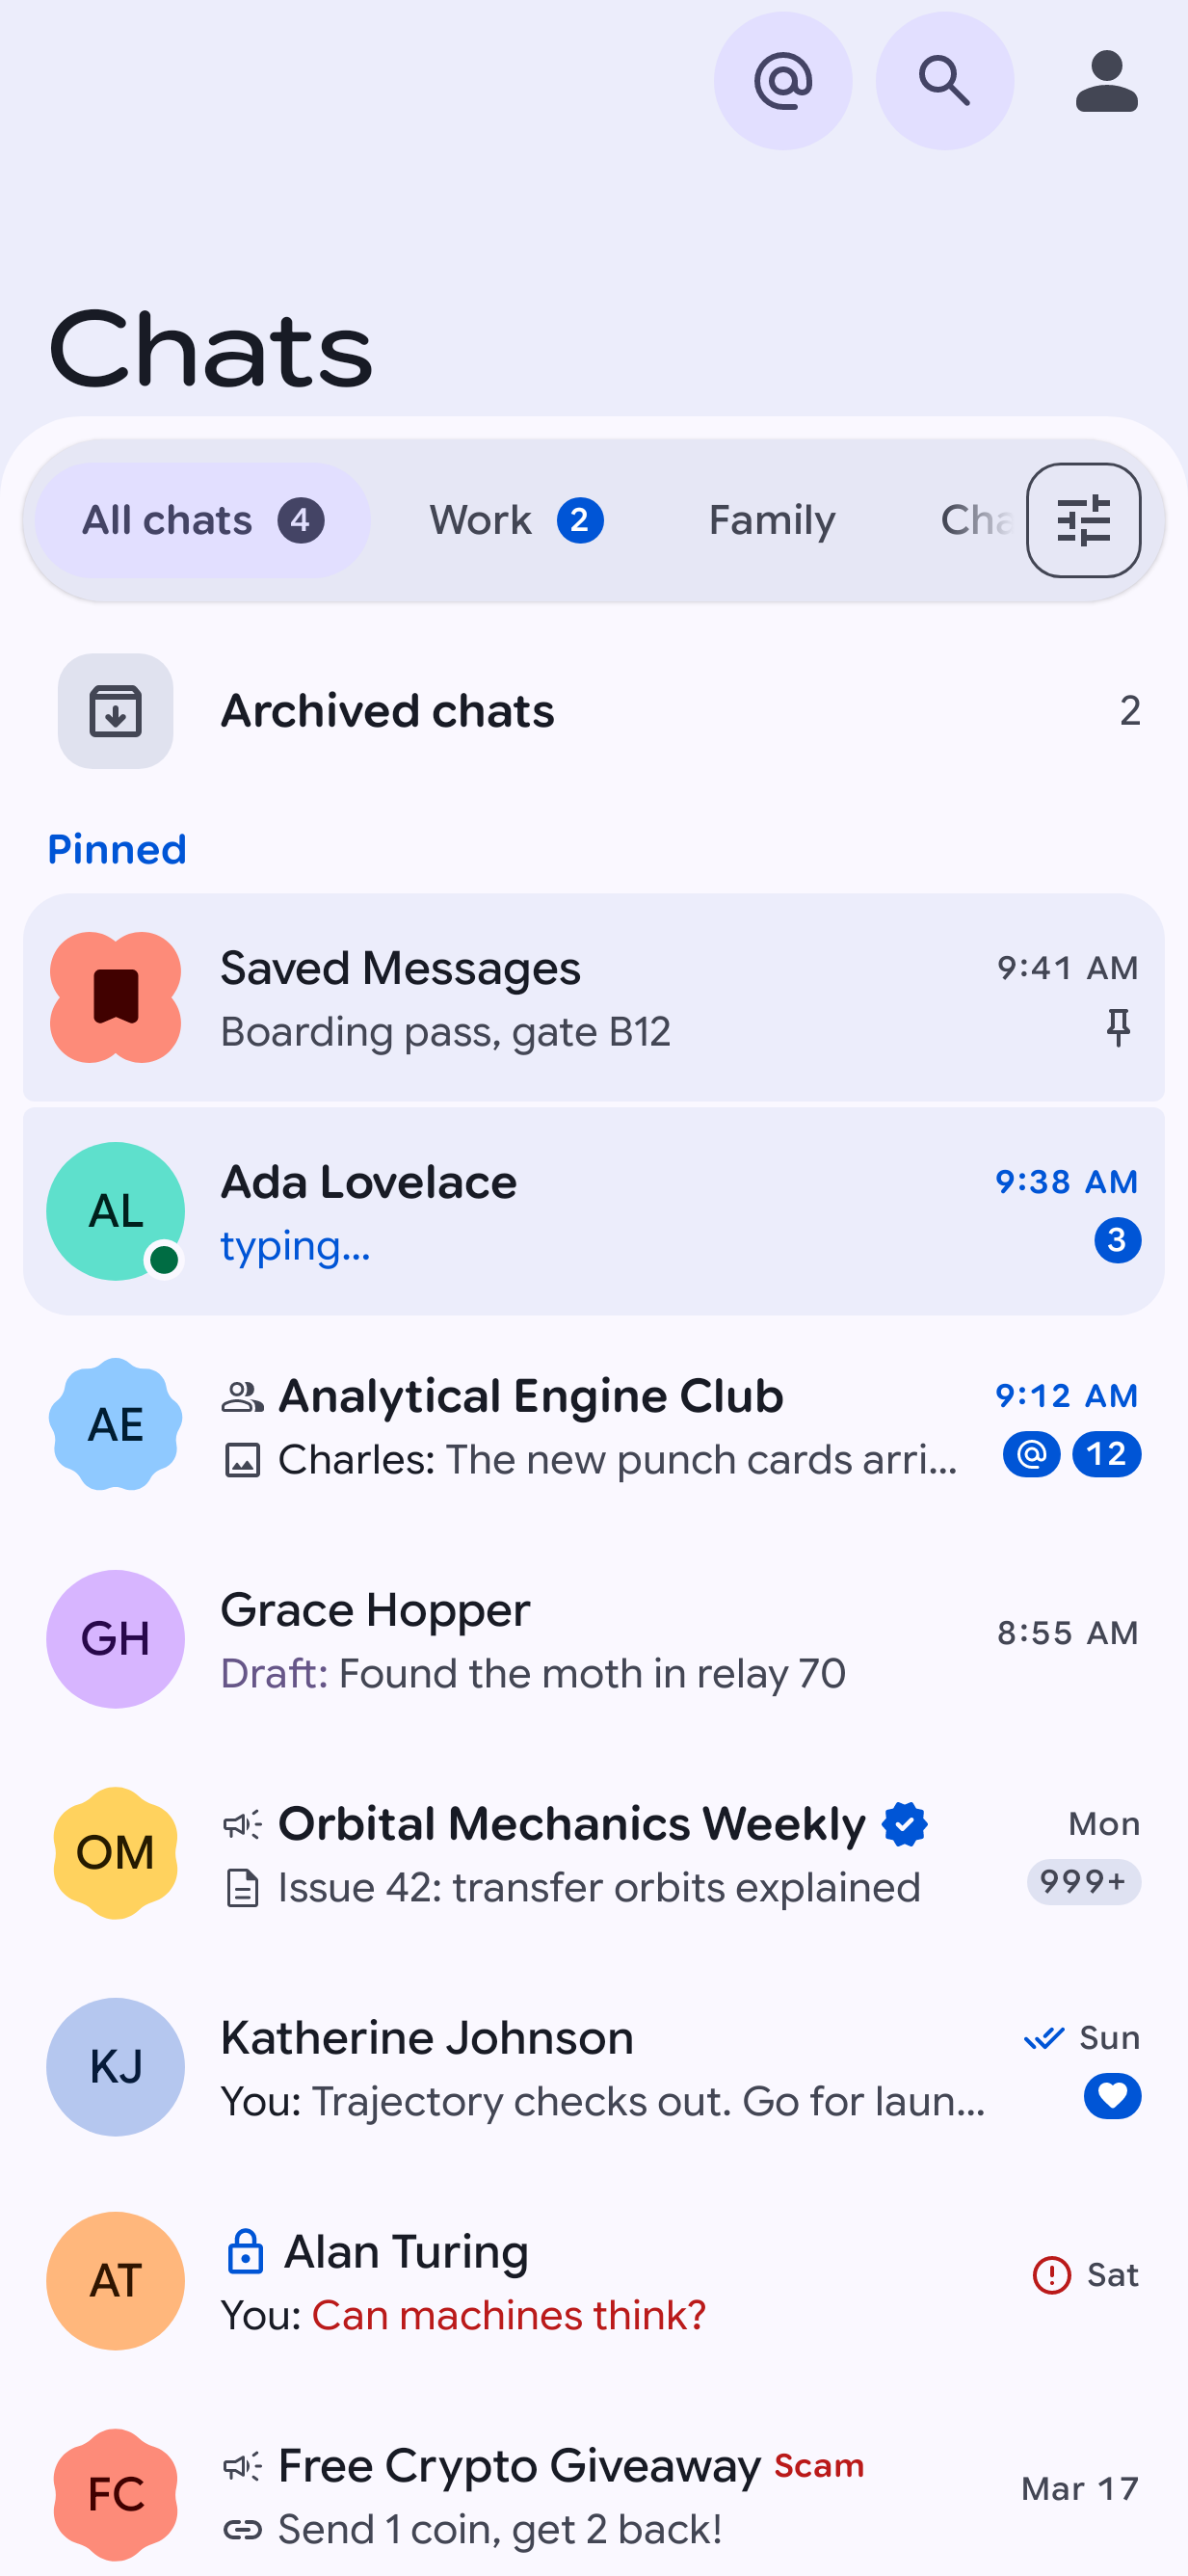 Chats
All chats 4 Work 2 Family Cha
Archived chats 2
Pinned
Saved Messages 9:41 AM
Boarding pass, gate B12
AL Ada Lovelace 9:38 AM
typing... 3
AE Analytical Engine Club 9:12 AM
Charles: The new punch cards arri... @ 12
GH Grace Hopper 8:55 AM
Draft: Found the moth in relay 70
OM Orbital Mechanics Weekly Mon
Issue 42: transfer orbits explained 999+
KJ Katherine Johnson Sun
You: Trajectory checks out. Go for laun...
AT Alan Turing Sat
You: Can machines think?
FC Free Crypto Giveaway Scam Mar 17
Send 1 coin, get 2 back!